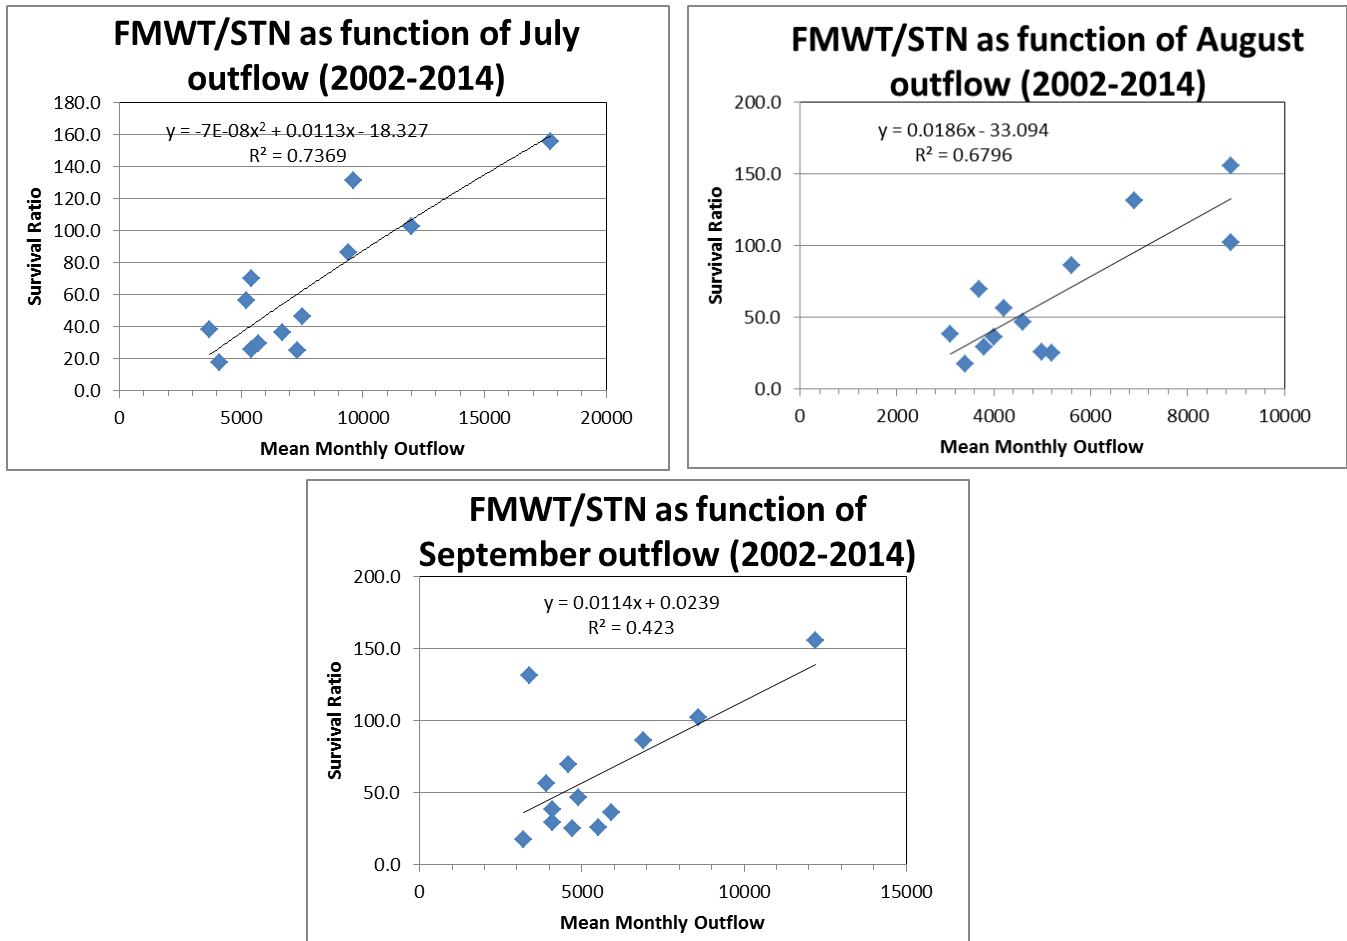 FMWT/STN as function of July
outflow (2002-2014)
180.0
160.0
140.0
120.0
100.0
80.0
60.0
40.0
20.0
0.0
y = -7E-08x² + 0.0113x - 18.327
R² = 0.7369
Survival Ratio
0 5000 10000 15000 20000
Mean Monthly Outflow
FMWT/STN as function of August
outflow (2002-2014)
200.0
150.0
100.0
50.0
0.0
y = 0.0186x - 33.094
R² = 0.6796
Survival Ratio
0 2000 4000 6000 8000 10000
Mean Monthly Outflow
FMWT/STN as function of
September outflow (2002-2014)
200.0
150.0
100.0
50.0
0.0
y = 0.0114x + 0.0239
R² = 0.423
Survival Ratio
0 5000 10000 15000
Mean Monthly Outflow